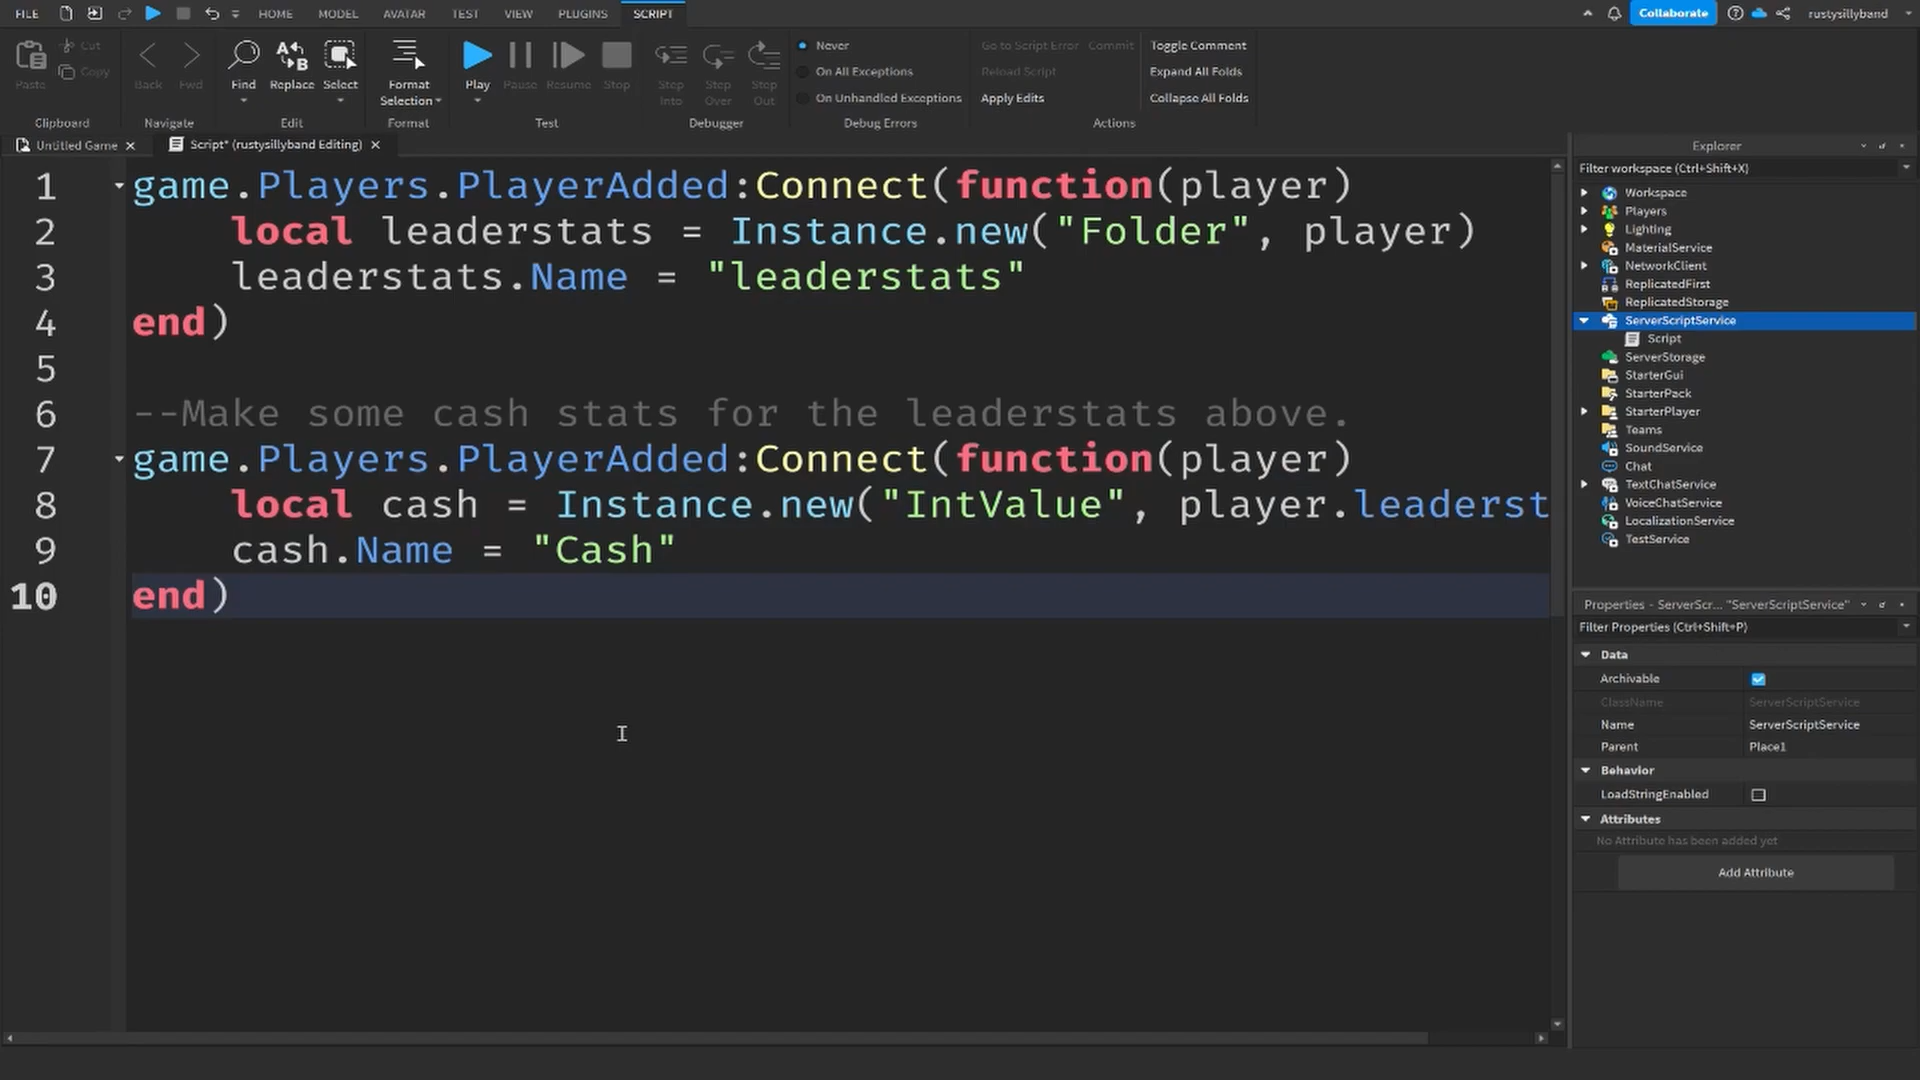 FILE HOME MODEL AVATAR TEST VIEW PLUGINS SCRIPT Collaborate rustysillyband
Paste Cut Copy
Clipboard
Back Fwd
Navigate
Find Replace Select
Edit
Format Selection
Format
Play Pause Resume Stop
Test
Step Into Step Over Step Out
Debugger
Never
On All Exceptions
On Unhandled Exceptions
Debug Errors
Go to Script Error Commit Toggle Comment
Reload Script Expand All Folds
Apply Edits Collapse All Folds
Actions
Untitled Game × Script* (rustysillyband Editing) ×
1 game.Players.PlayerAdded:Connect(function(player)
2 local leaderstats = Instance.new("Folder", player)
3 leaderstats.Name = "leaderstats"
4 end)
5
6 --Make some cash stats for the leaderstats above.
7 game.Players.PlayerAdded:Connect(function(player)
8 local cash = Instance.new("IntValue", player.leaderst
9 cash.Name = "Cash"
10 end)
Explorer
Filter workspace (Ctrl+Shift+X)
Workspace
Players
Lighting
MaterialService
NetworkClient
ReplicatedFirst
ReplicatedStorage
ServerScriptService
Script
ServerStorage
StarterGui
StarterPack
StarterPlayer
Teams
SoundService
Chat
TextChatService
VoiceChatService
LocalizationService
TestService
Properties - ServerScr... "ServerScriptService"
Filter Properties (Ctrl+Shift+P)
Data
Archivable
ClassName ServerScriptService
Name ServerScriptService
Parent Place1
Behavior
LoadStringEnabled
Attributes
No Attribute has been added yet
Add Attribute